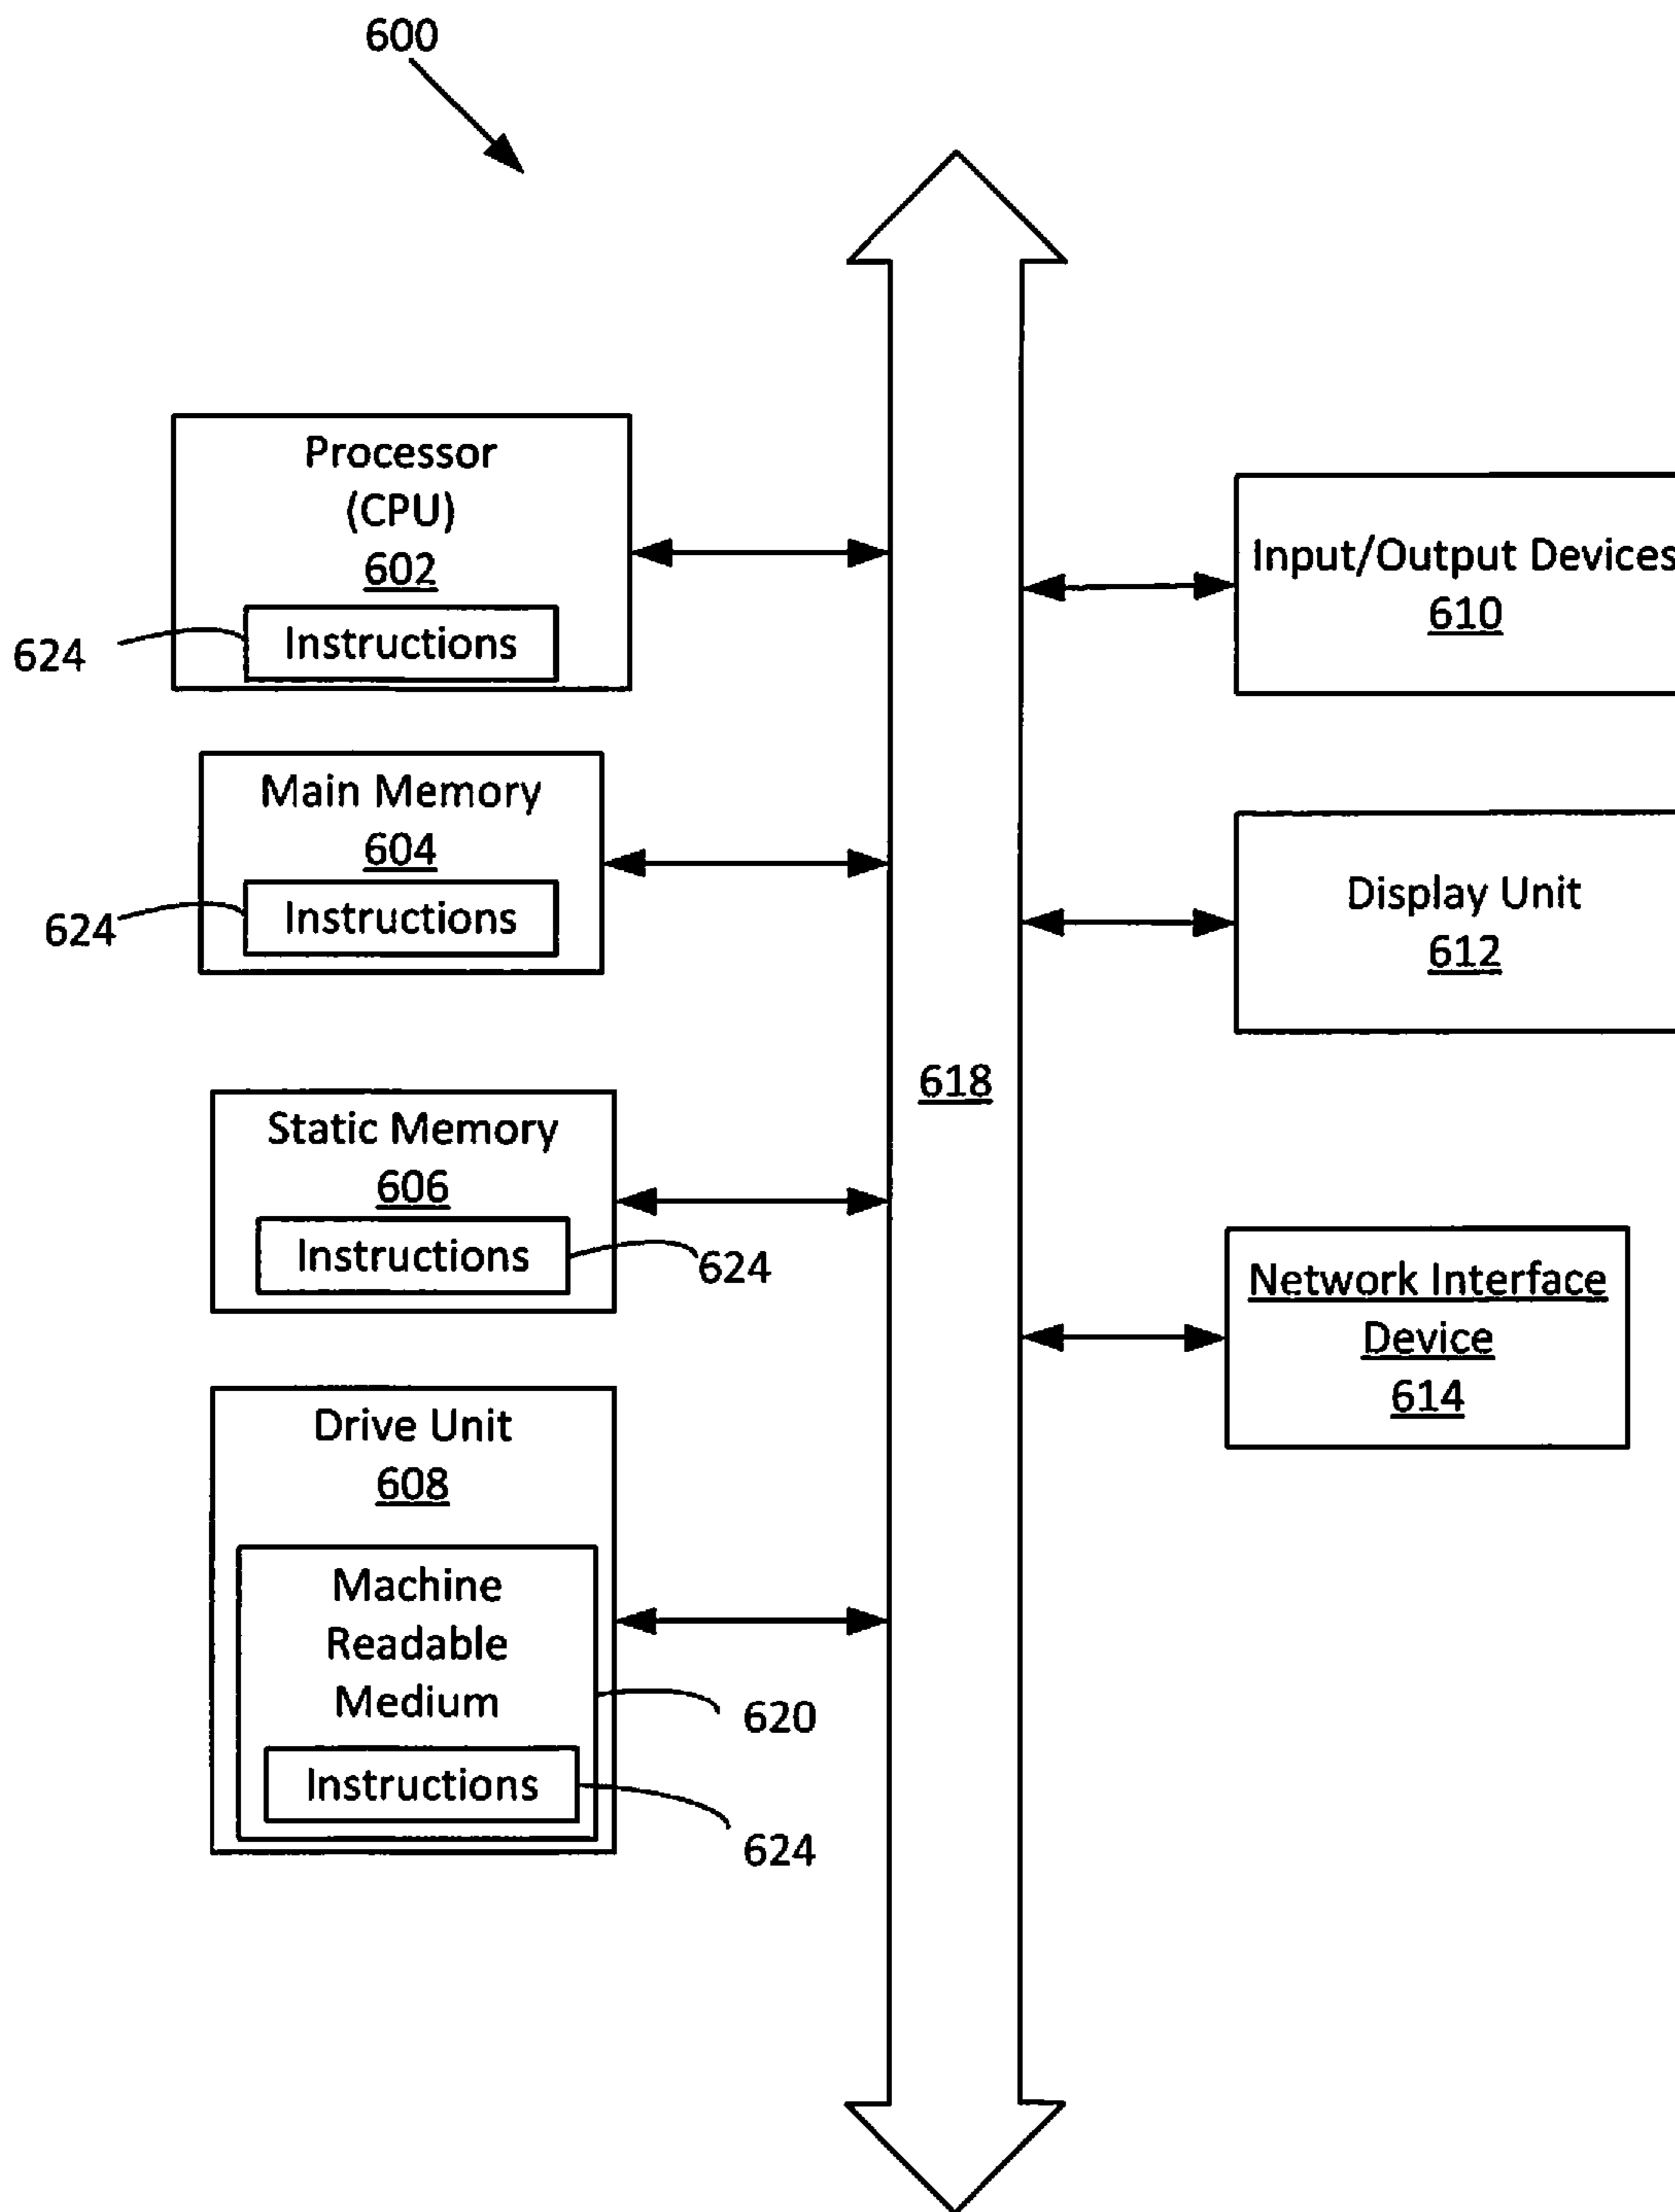 600
Processor
(CPU)
602
624
Instructions
Main Memory
604
624
Instructions
Static Memory
606
Instructions
624
Drive Unit
608
Machine
Readable
Medium
620
Instructions
624
618
Input/Output Devices
610
Display Unit
612
Network Interface
Device
614